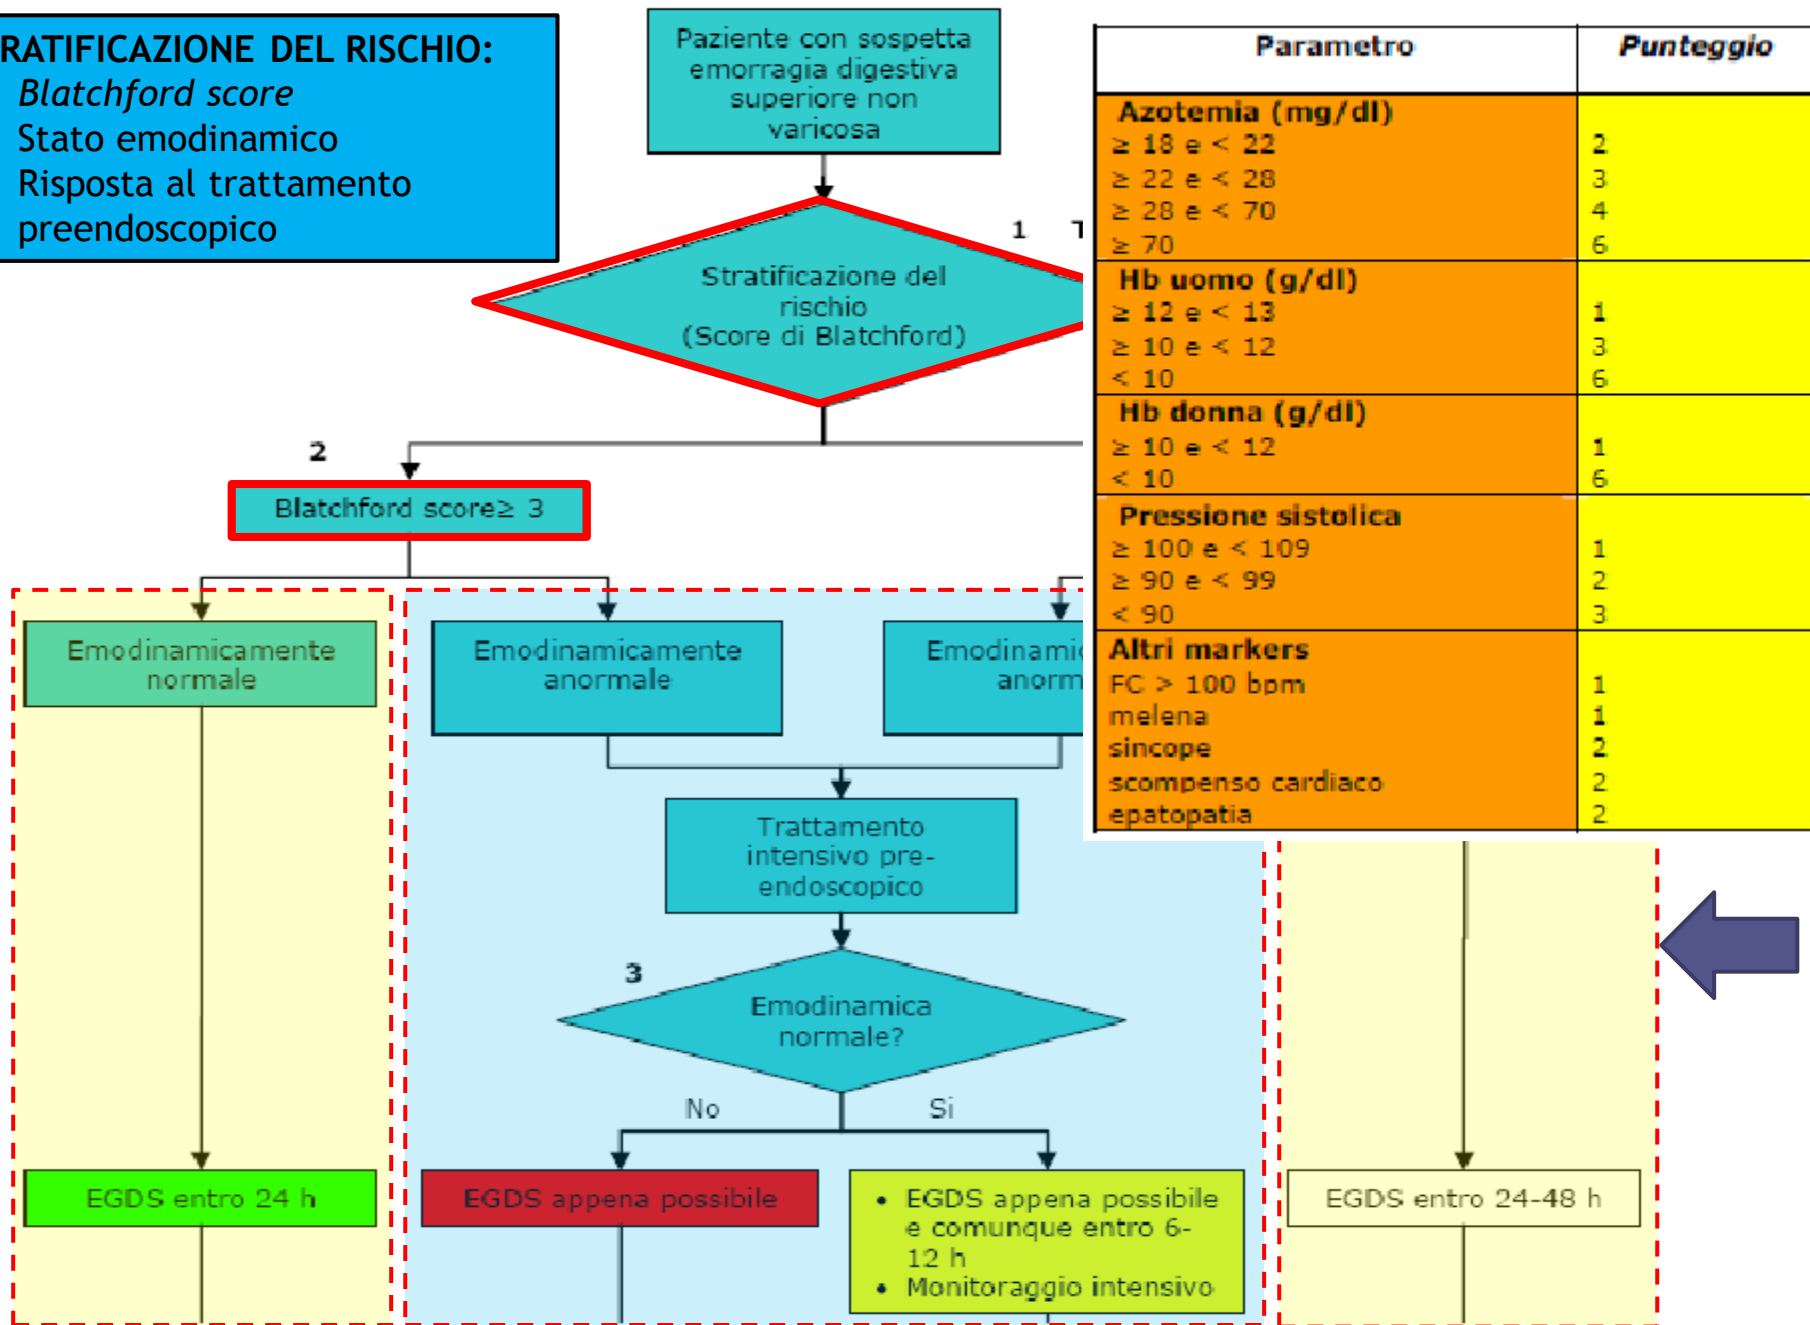 RATIFICAZIONE DEL RISCHIO:
Blatchford score
Stato emodinamico
Risposta al trattamento
preendoscopico
Paziente con sospetta
emorragia digestiva
superiore non
varicosa
1 T
Stratificazione del
rischio
(Score di Blatchford)
2
Blatchford score≥ 3
Emodinamicamente
normale
Emodinamicamente
anormale
Emodinamic
anorm
Trattamento
intensivo pre-
endoscopico
3
Emodinamica
normale?
No
Si
EGDS entro 24 h
EGDS appena possibile
• EGDS appena possibile
e comunque entro 6-
12 h
• Monitoraggio intensivo
EGDS entro 24-48 h
Parametro Punteggio
Azotemia (mg/dl)
≥ 18 e < 22 2
≥ 22 e < 28 3
≥ 28 e < 70 4
≥ 70 6
Hb uomo (g/dl)
≥ 12 e < 13 1
≥ 10 e < 12 3
< 10 6
Hb donna (g/dl)
≥ 10 e < 12 1
< 10 6
Pressione sistolica
≥ 100 e < 109 1
≥ 90 e < 99 2
< 90 3
Altri markers
FC > 100 bpm 1
melena 1
sincope 2
scompenso cardiaco 2
epatopatia 2